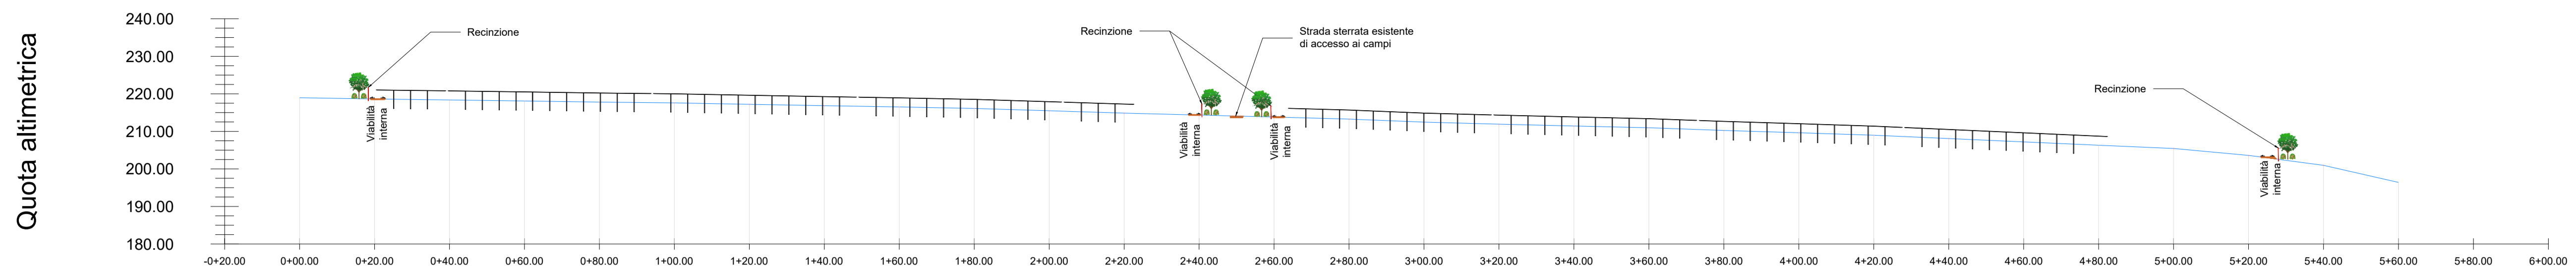 Quota altimetrica
240.00
230.00
220.00
210.00
200.00
190.00
180.00
Recinzione
Recinzione
Strada sterrata esistente
di accesso ai campi
Recinzione
Viabilità
interna
Viabilità
interna
Viabilità
interna
Viabilità
interna
-0+20.00 0+00.00 0+20.00 0+40.00 0+60.00 0+80.00 1+00.00 1+20.00 1+40.00 1+60.00 1+80.00 2+00.00 2+20.00 2+40.00 2+60.00 2+80.00 3+00.00 3+20.00 3+40.00 3+60.00 3+80.00 4+00.00 4+20.00 4+40.00 4+60.00 4+80.00 5+00.00 5+20.00 5+40.00 5+60.00 5+80.00 6+00.00